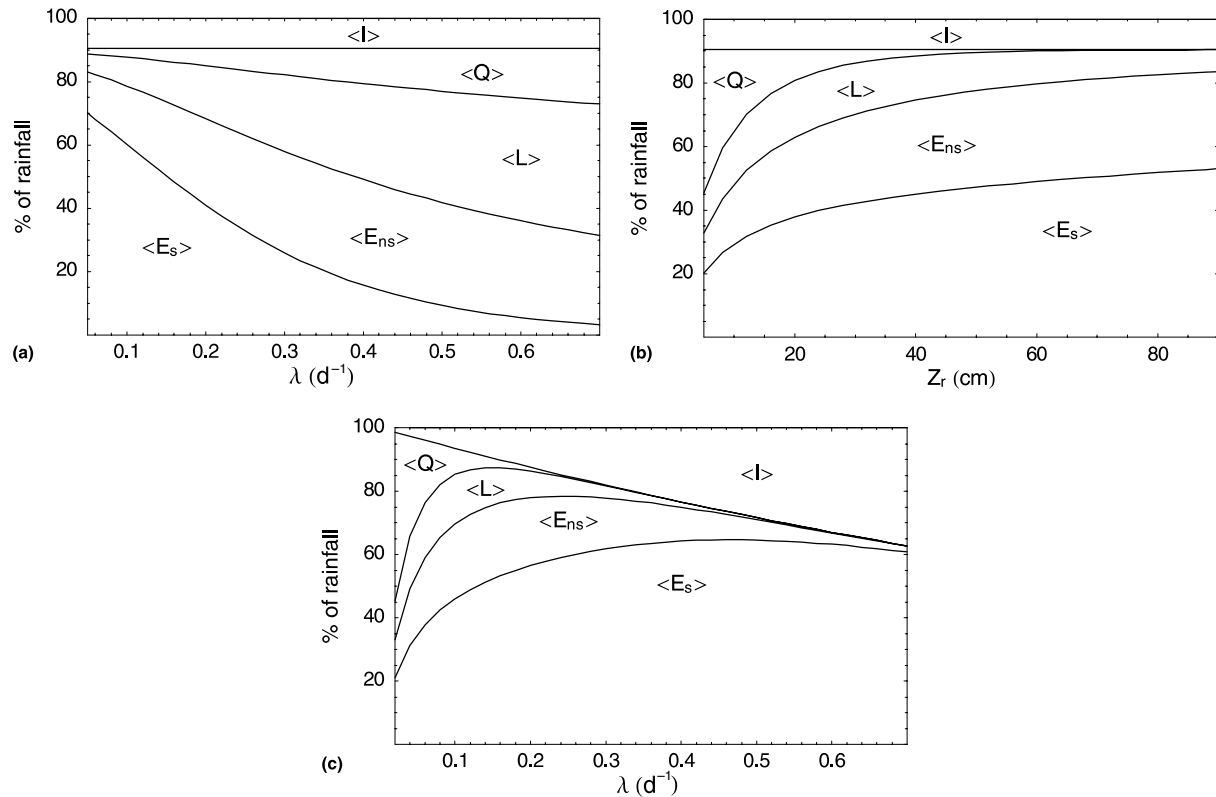 100
80
60
40
20
% of rainfall
<I>
<Q>
<L>
<Ens>
<Es>
0.1 0.2 0.3 0.4 0.5 0.6
λ (d⁻¹)
(a)
100
80
60
40
20
% of rainfall
<I>
<Q>
<L>
<Ens>
<Es>
20 40 60 80
Zr (cm)
(b)
100
80
60
40
20
% of rainfall
<Q>
<I>
<L>
<Ens>
<Es>
0.1 0.2 0.3 0.4 0.5 0.6
λ (d⁻¹)
(c)